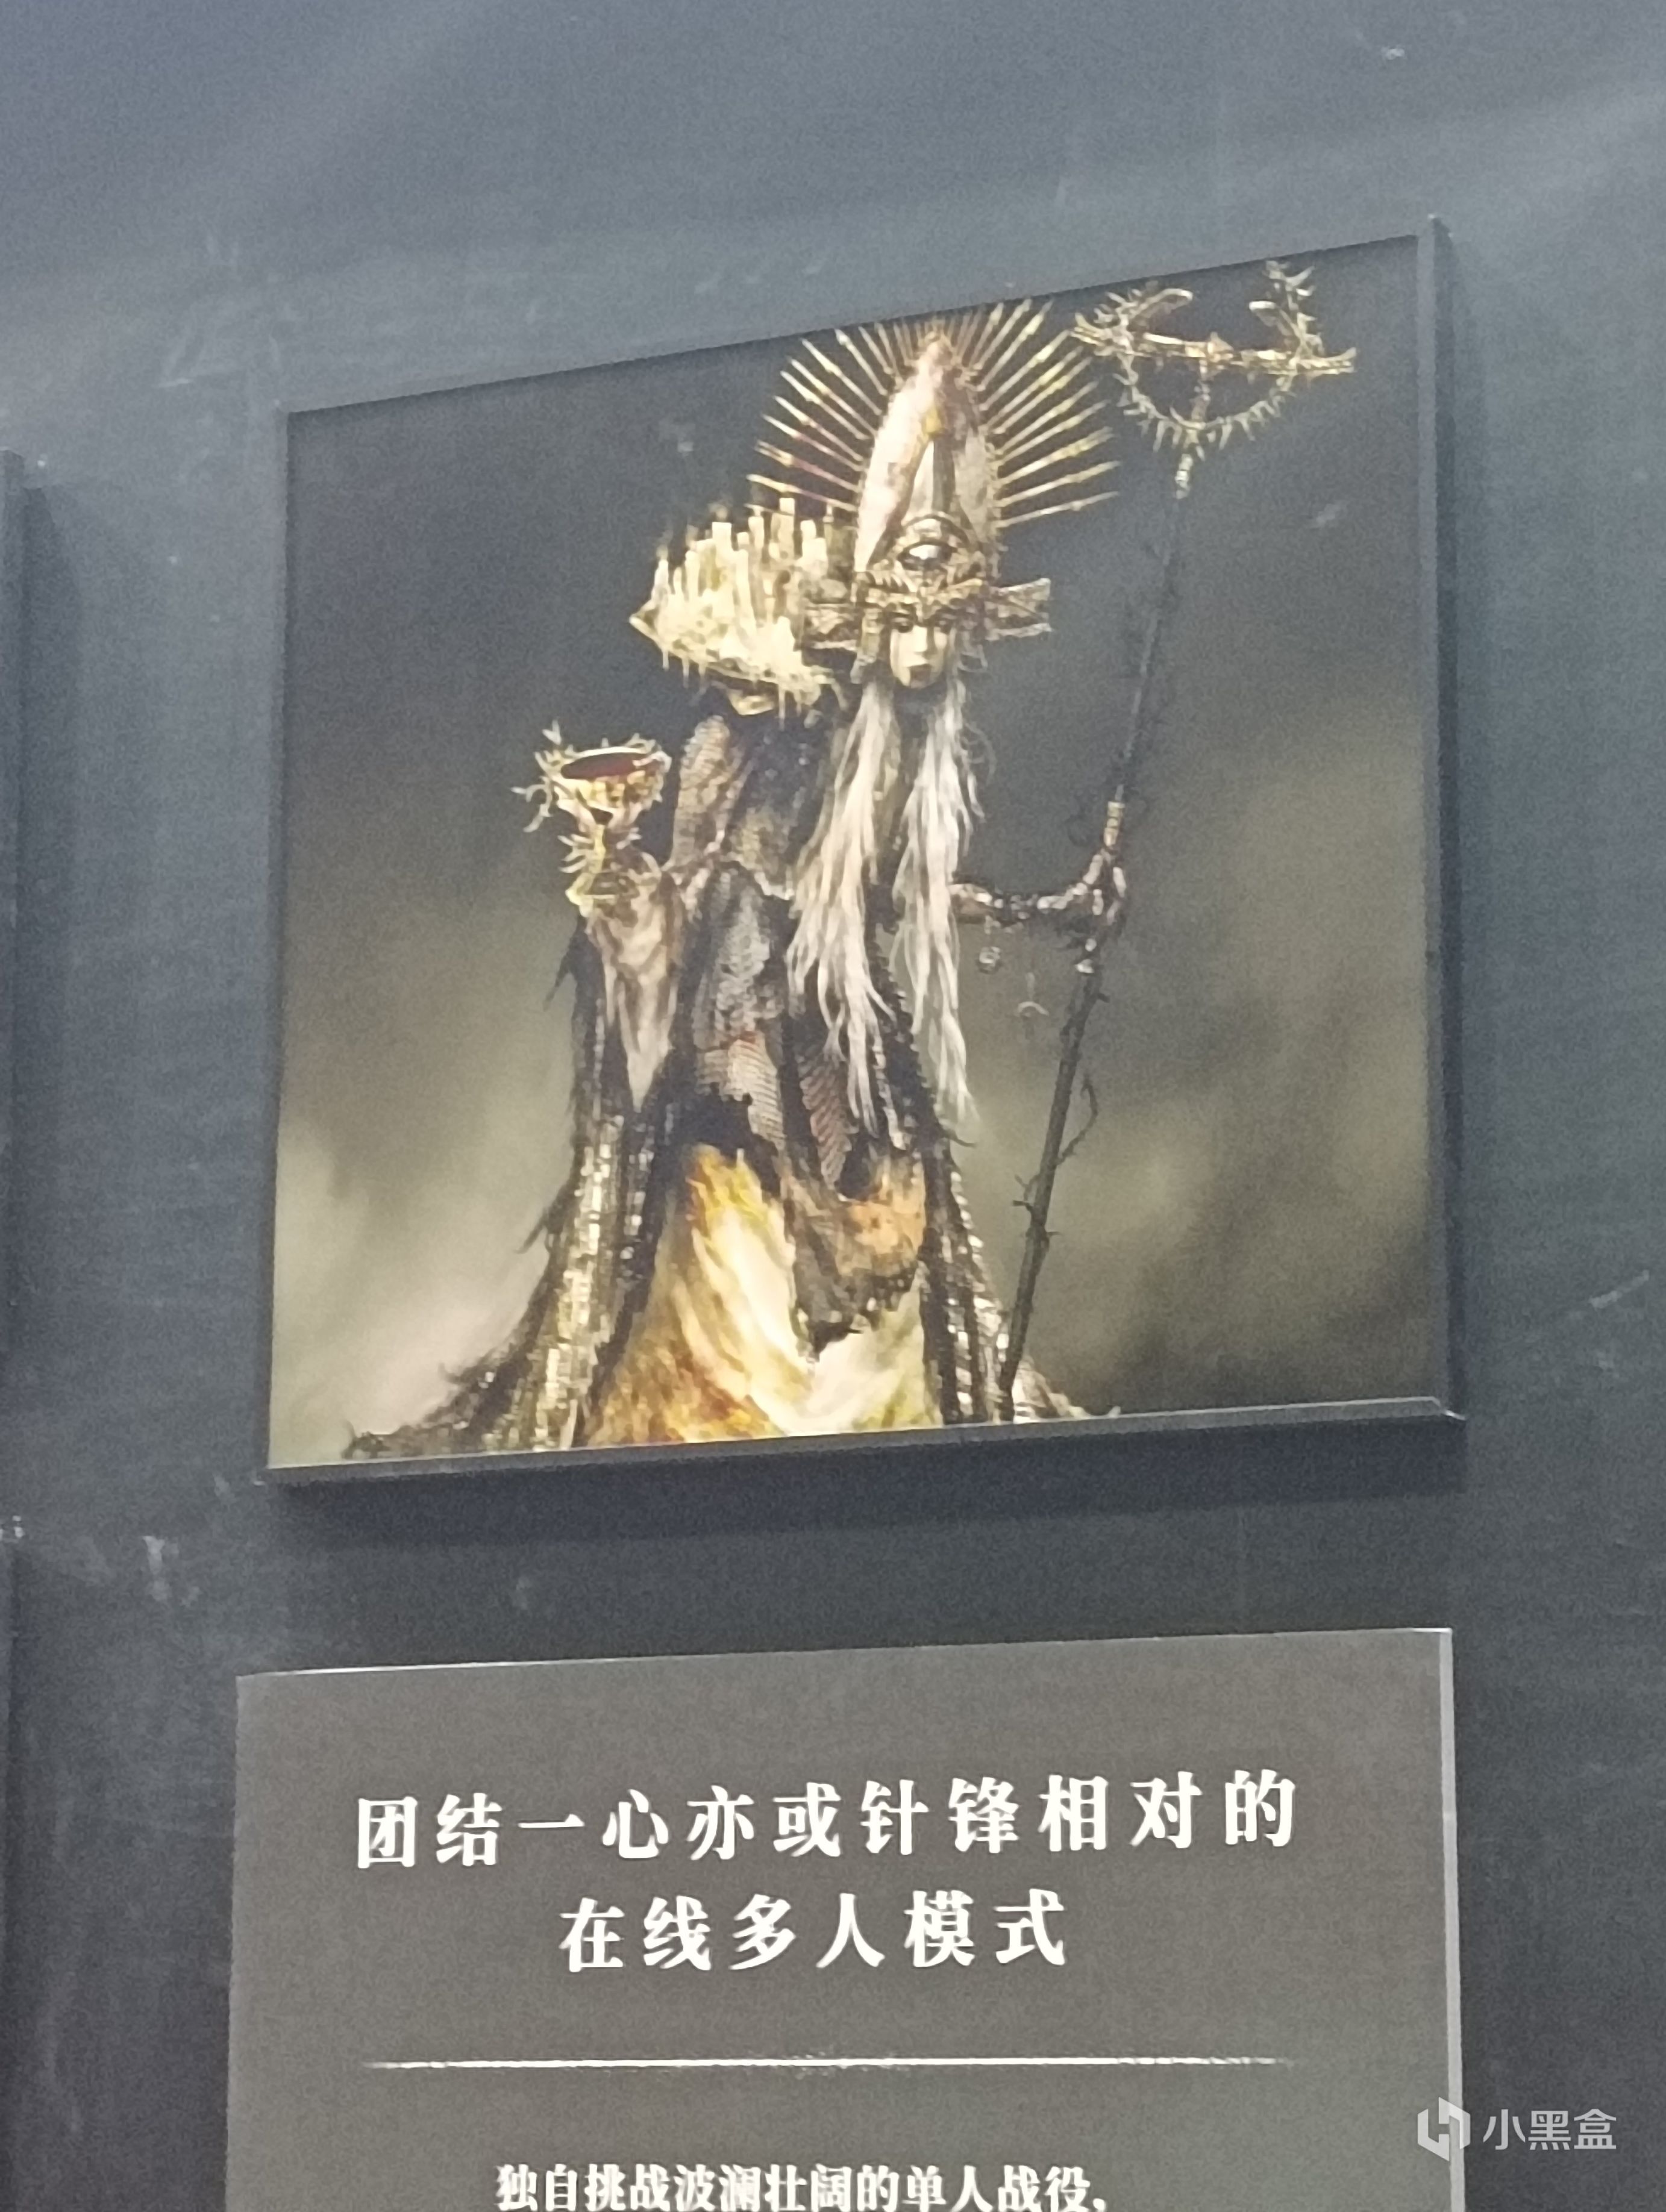 团结一心亦或针锋相对的
在线多人模式
独自挑战波澜壮阔的单人战役,
小黑盒